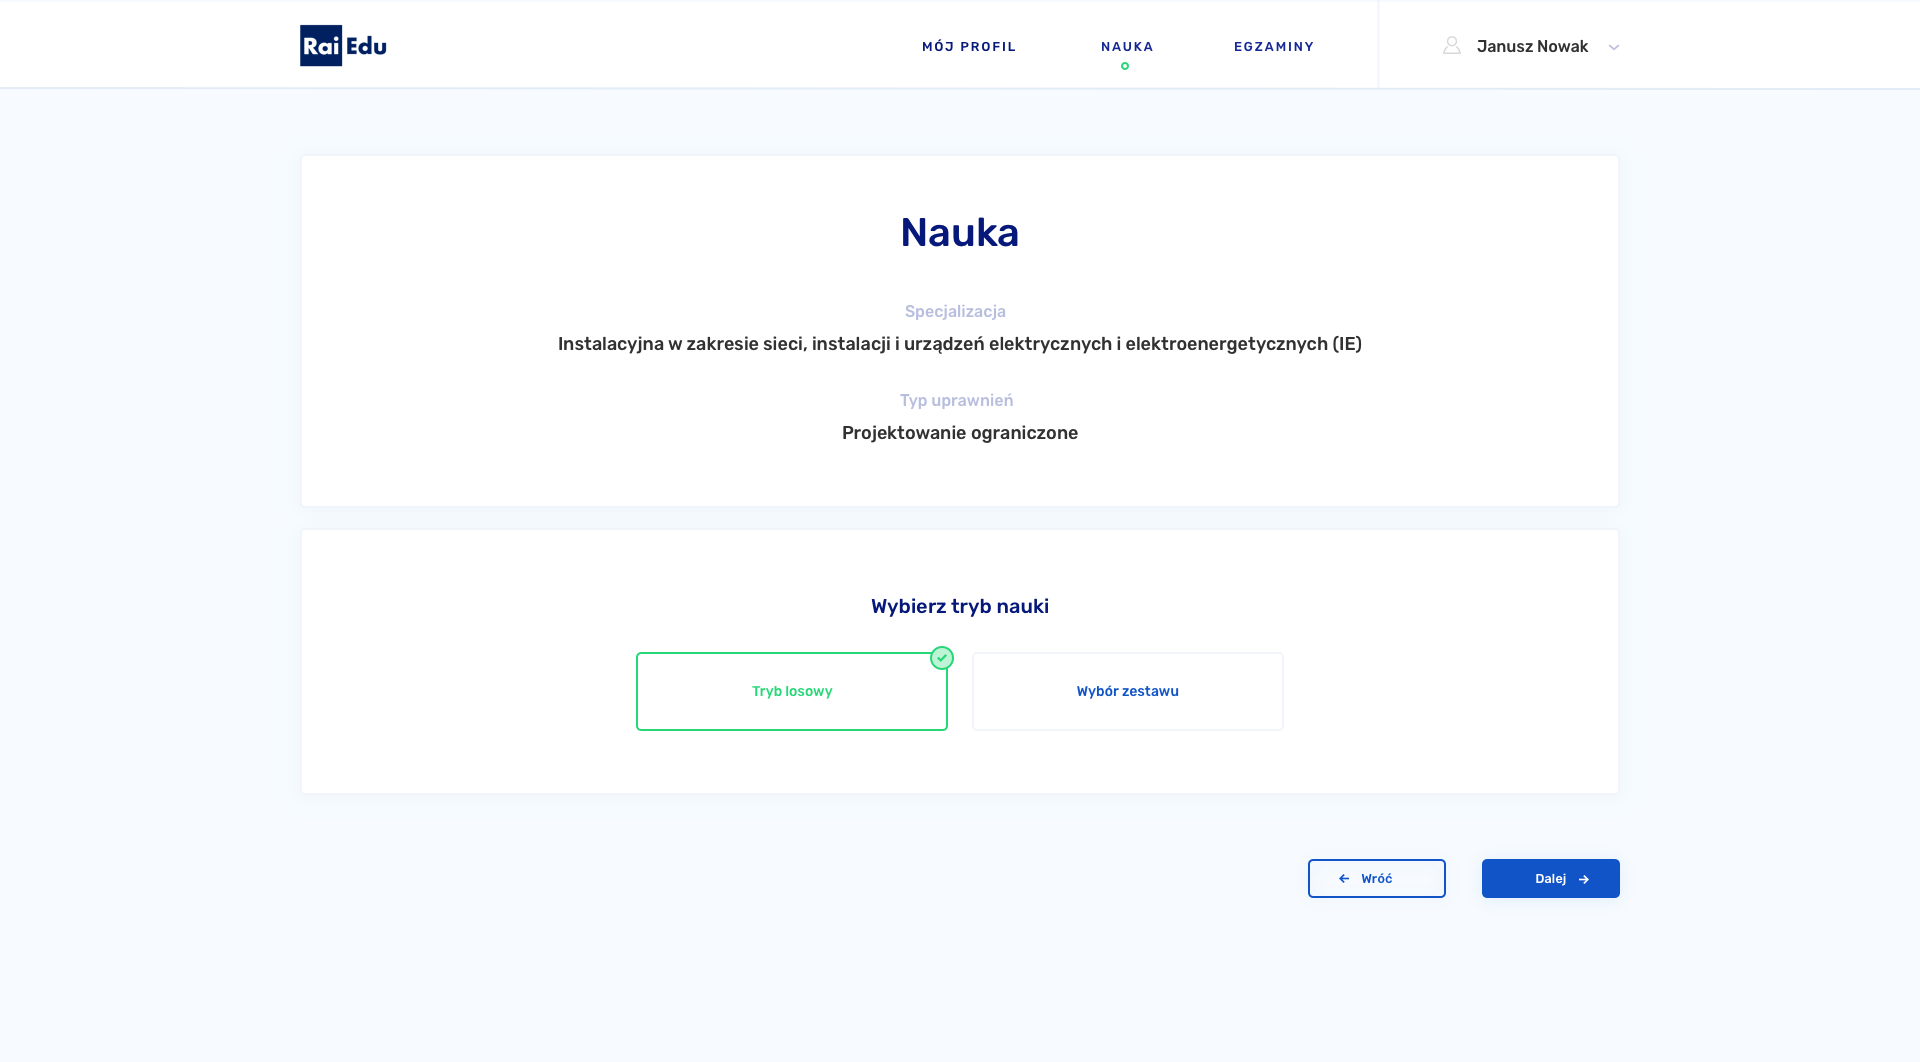 Rai Edu
MÓJ PROFIL
NAUKA
EGZAMINY
Janusz Nowak
Nauka
Specjalizacja
Instalacyjna w zakresie sieci, instalacji i urządzeń elektrycznych i elektroenergetycznych (IE)
Typ uprawnień
Projektowanie ograniczone
Wybierz tryb nauki
Tryb losowy
Wybór zestawu
Wróć
Dalej